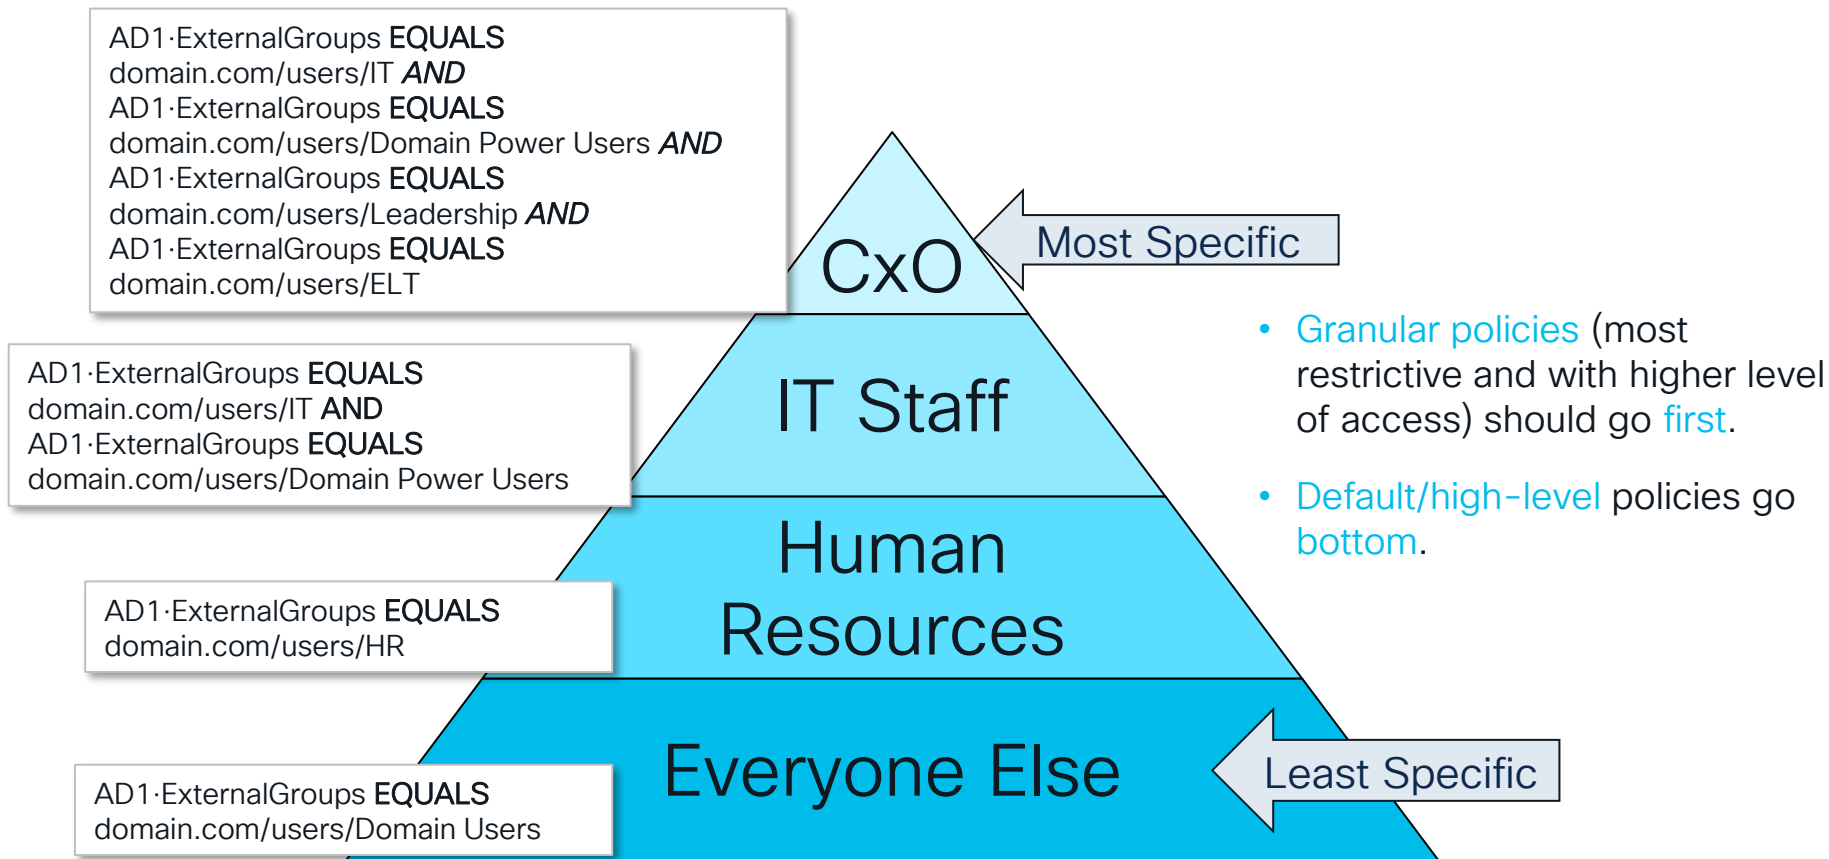 AD1·ExternalGroups EQUALS
domain.com/users/IT AND
AD1·ExternalGroups EQUALS
domain.com/users/Domain Power Users AND
AD1·ExternalGroups EQUALS
domain.com/users/Leadership AND
AD1·ExternalGroups EQUALS
domain.com/users/ELT
CxO
Most Specific
AD1·ExternalGroups EQUALS
domain.com/users/IT AND
AD1·ExternalGroups EQUALS
domain.com/users/Domain Power Users
IT Staff
• Granular policies (most
restrictive and with higher level
of access) should go first.
• Default/high-level policies go
bottom.
AD1·ExternalGroups EQUALS
domain.com/users/HR
Human
Resources
AD1·ExternalGroups EQUALS
domain.com/users/Domain Users
Everyone Else
Least Specific